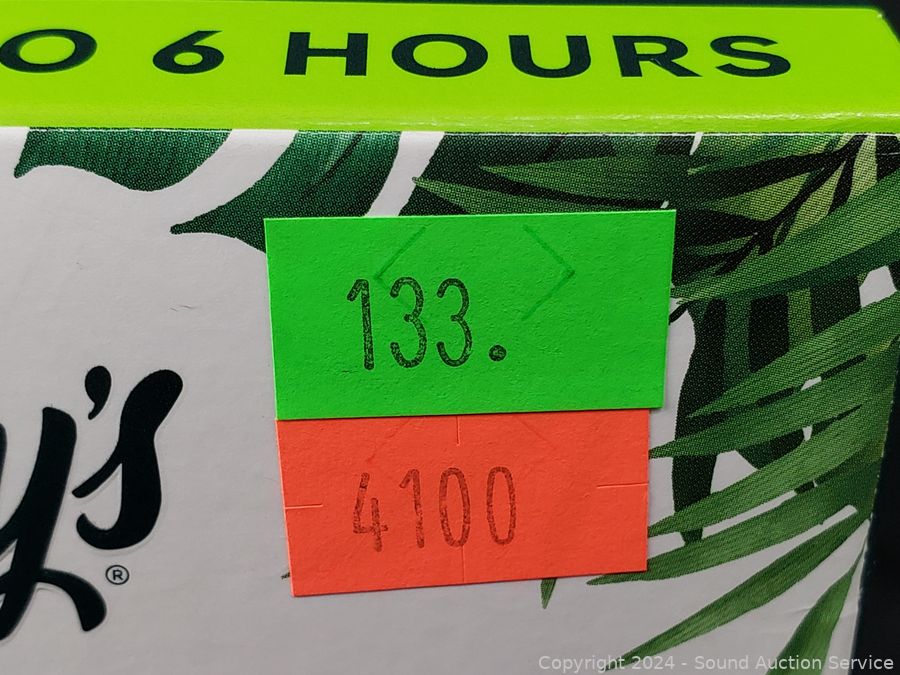 O 6 HOURS
133.
4100
y's
®
Copyright © 2024 - Sound Auction Service